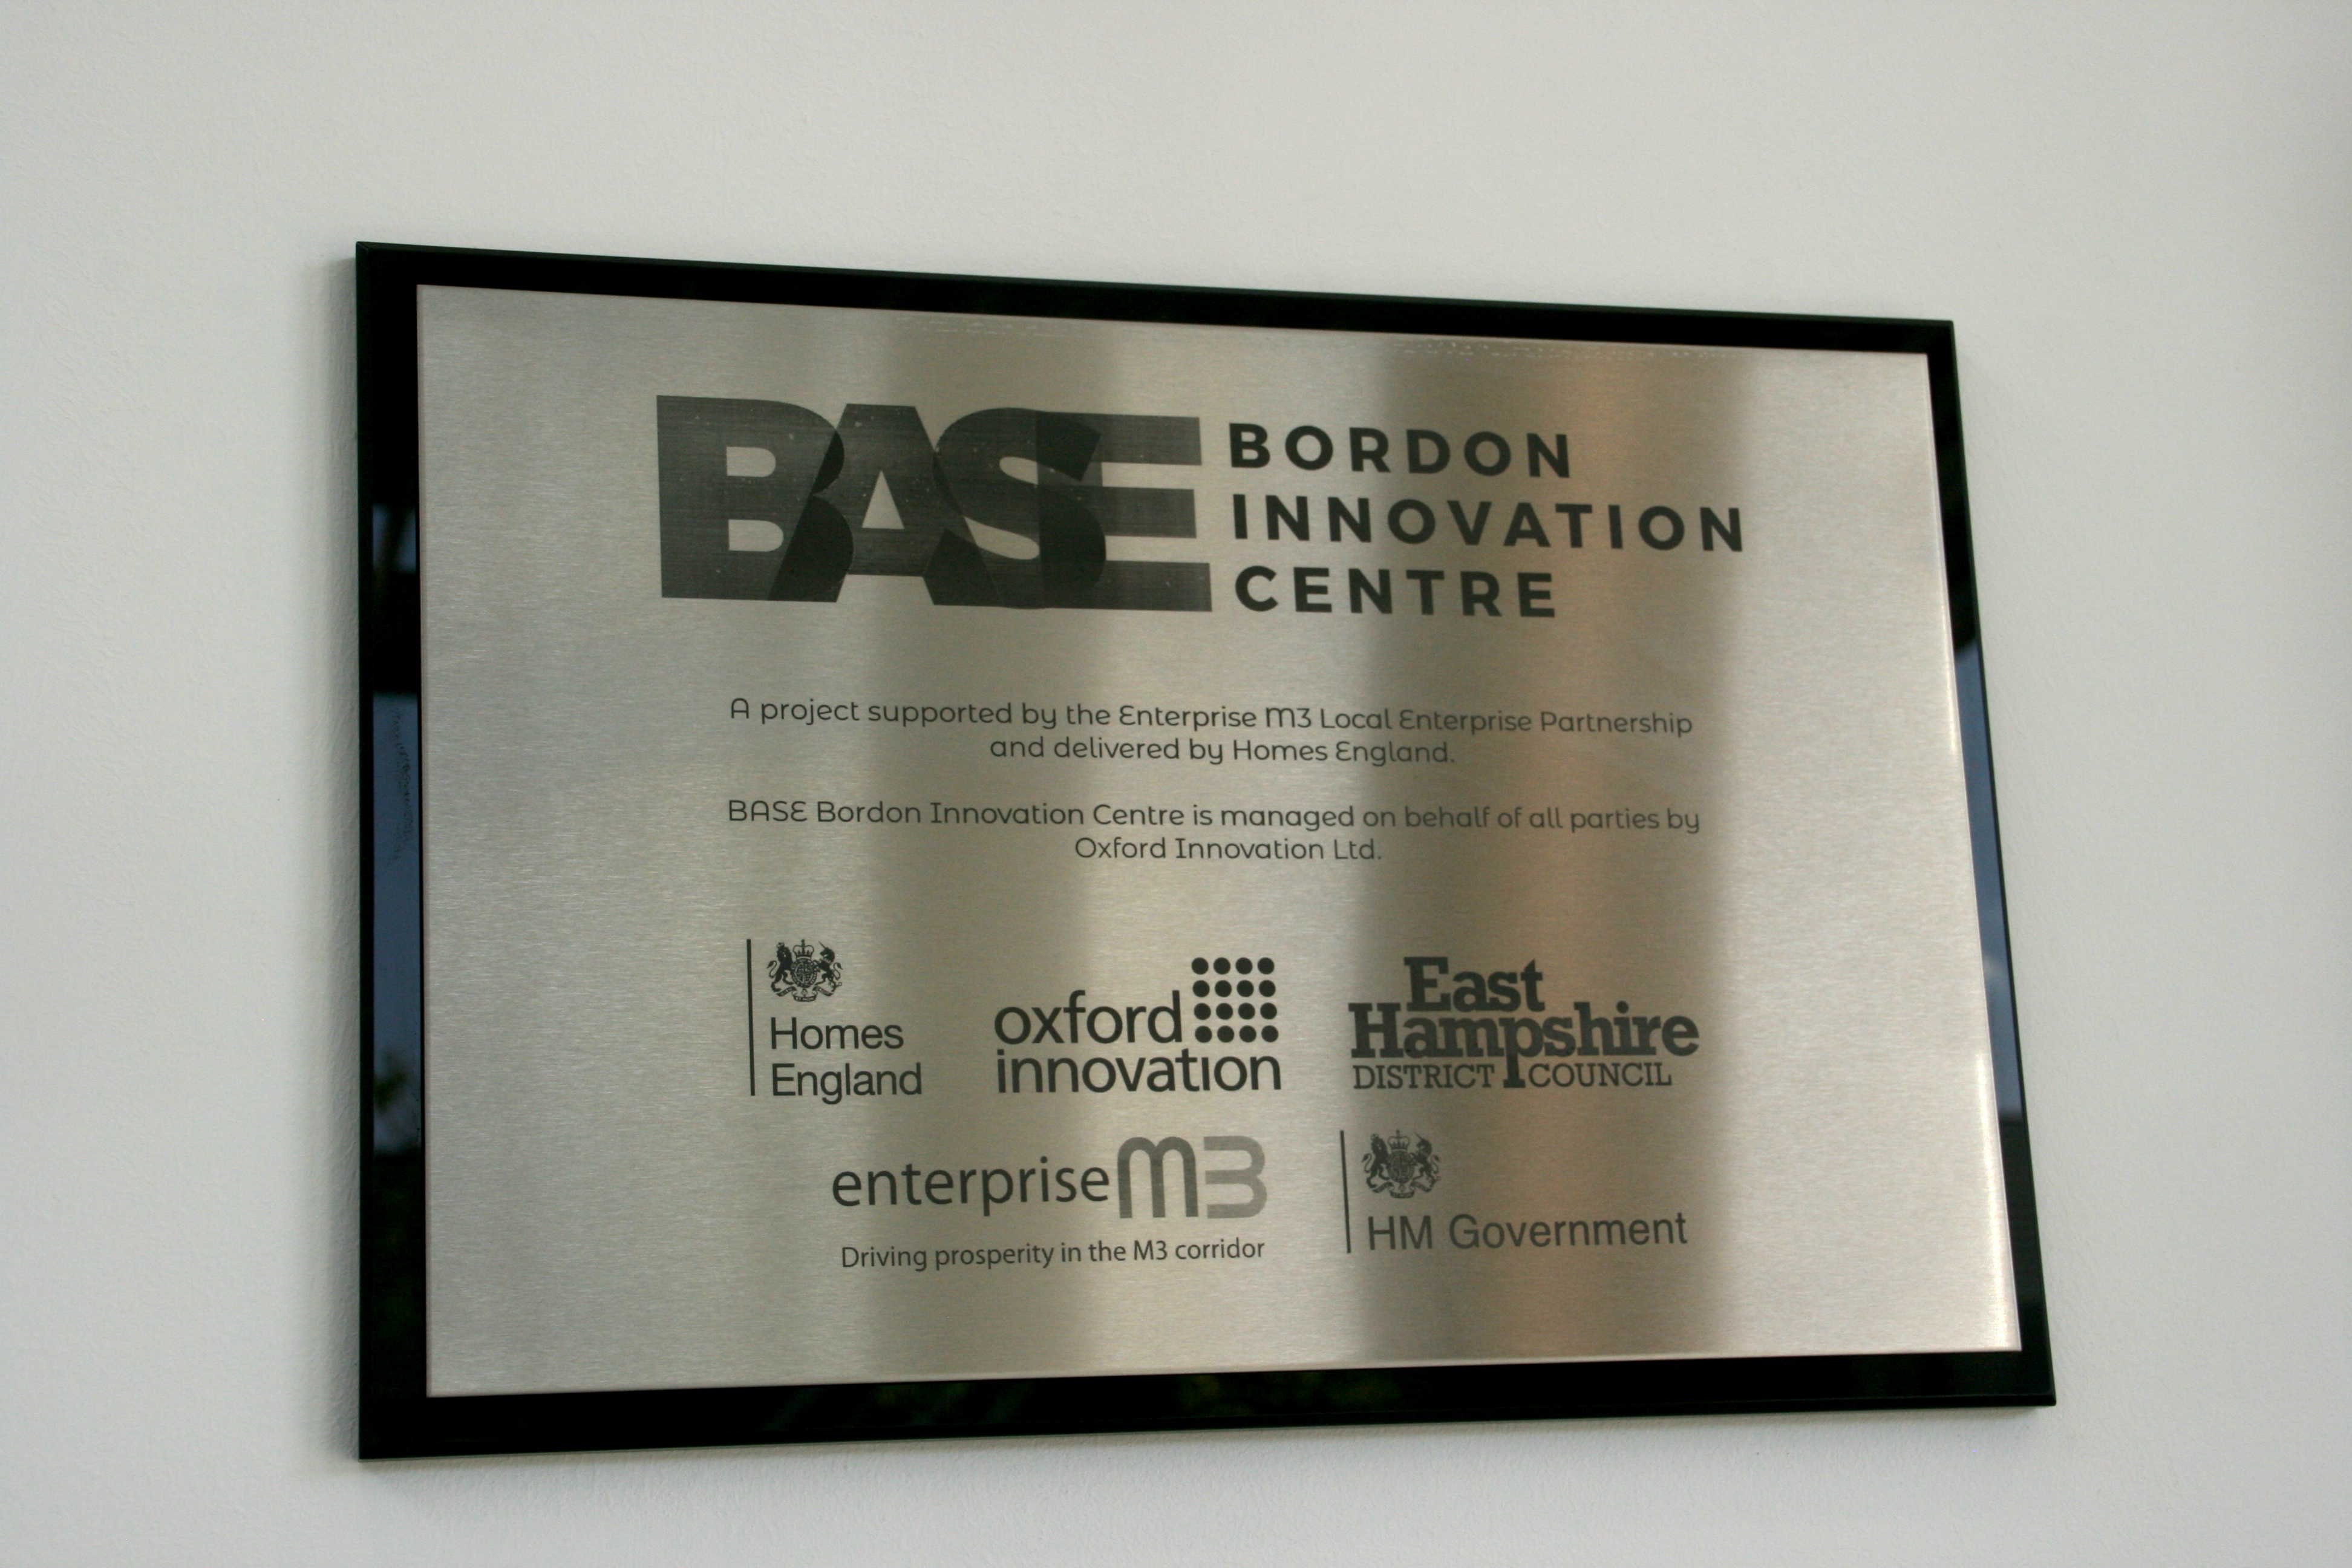 BASE BORDON
INNOVATION
CENTRE
A project supported by the Enterprise M3 Local Enterprise Partnership
and delivered by Homes England.
BASE Bordon Innovation Centre is managed on behalf of all parties by
Oxford Innovation Ltd.
Homes
England
oxford
innovation
East
Hampshire
DISTRICT COUNCIL
enterprise M3
Driving prosperity in the M3 corridor
HM Government